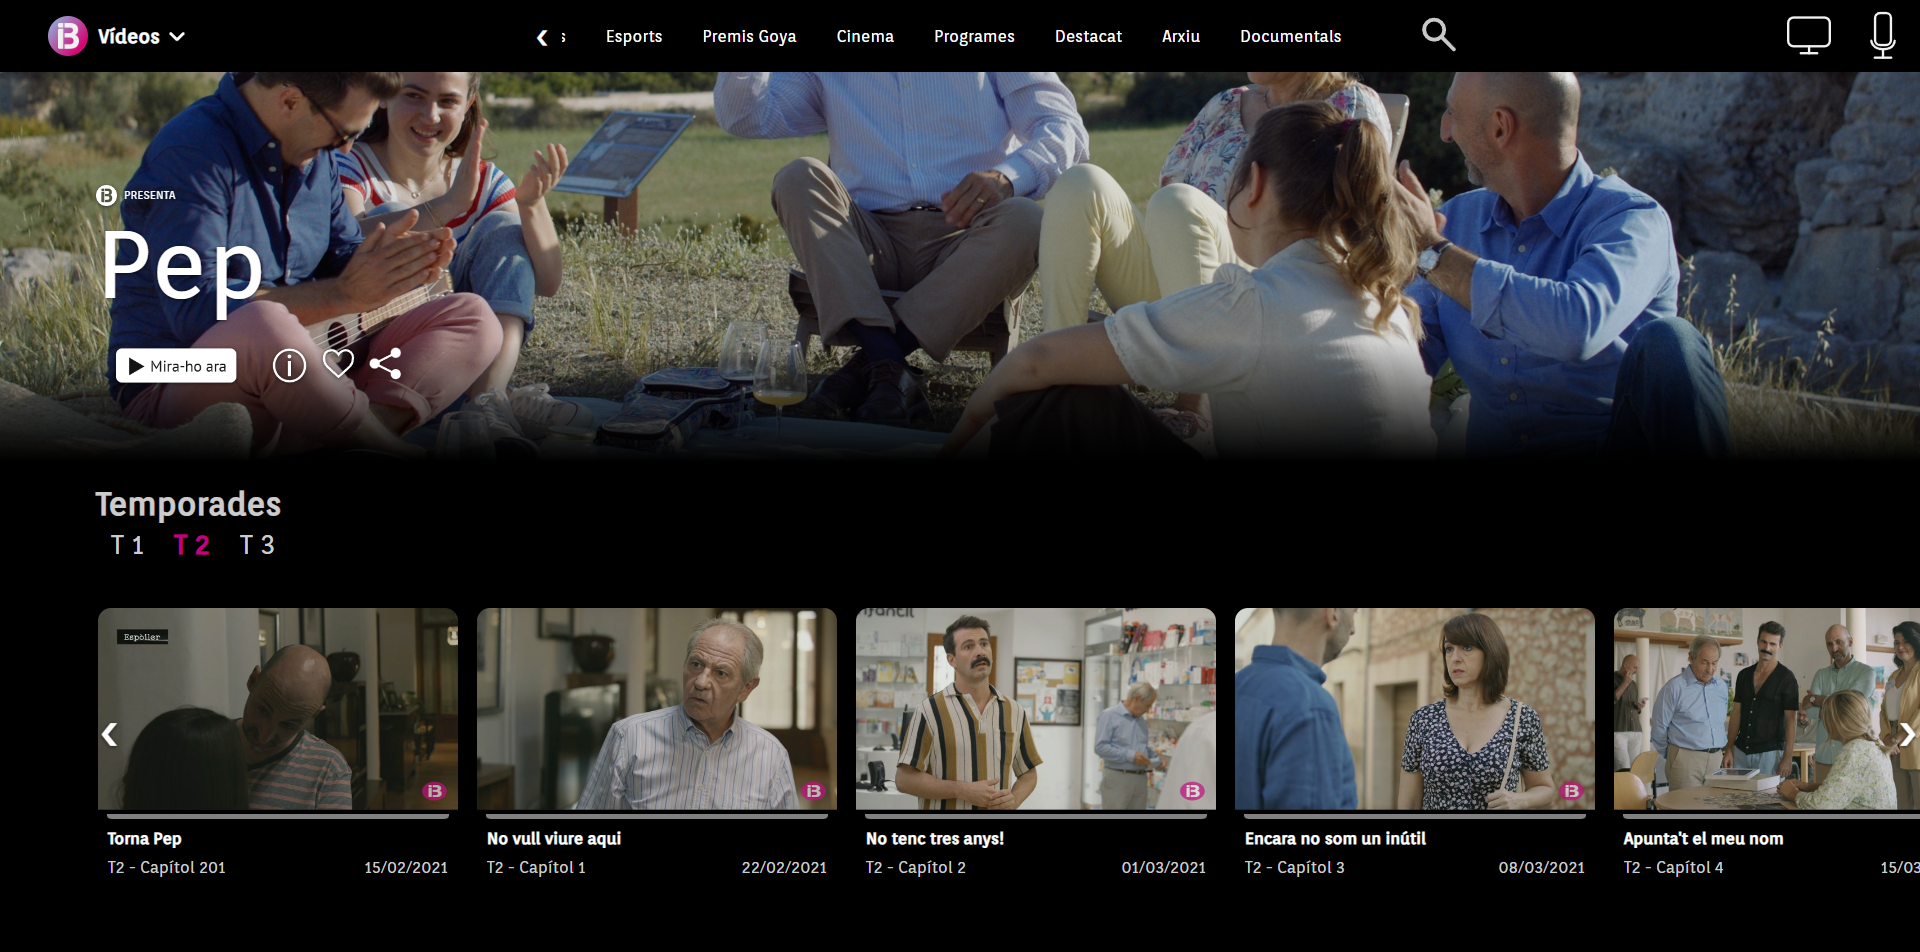 Vídeos
Esports
Premis Goya
Cinema
Programes
Destacat
Arxiu
Documentals
PRESENTA
Pep
Mira-ho ara
Temporades
T 1
T 2
T 3
Espòller
Torna Pep
T2 - Capítol 201 15/02/2021
No vull viure aqui
T2 - Capítol 1 22/02/2021
nfantil
No tenc tres anys!
T2 - Capítol 2 01/03/2021
Encara no som un inútil
T2 - Capítol 3 08/03/2021
Apunta't el meu nom
T2 - Capítol 4 15/03